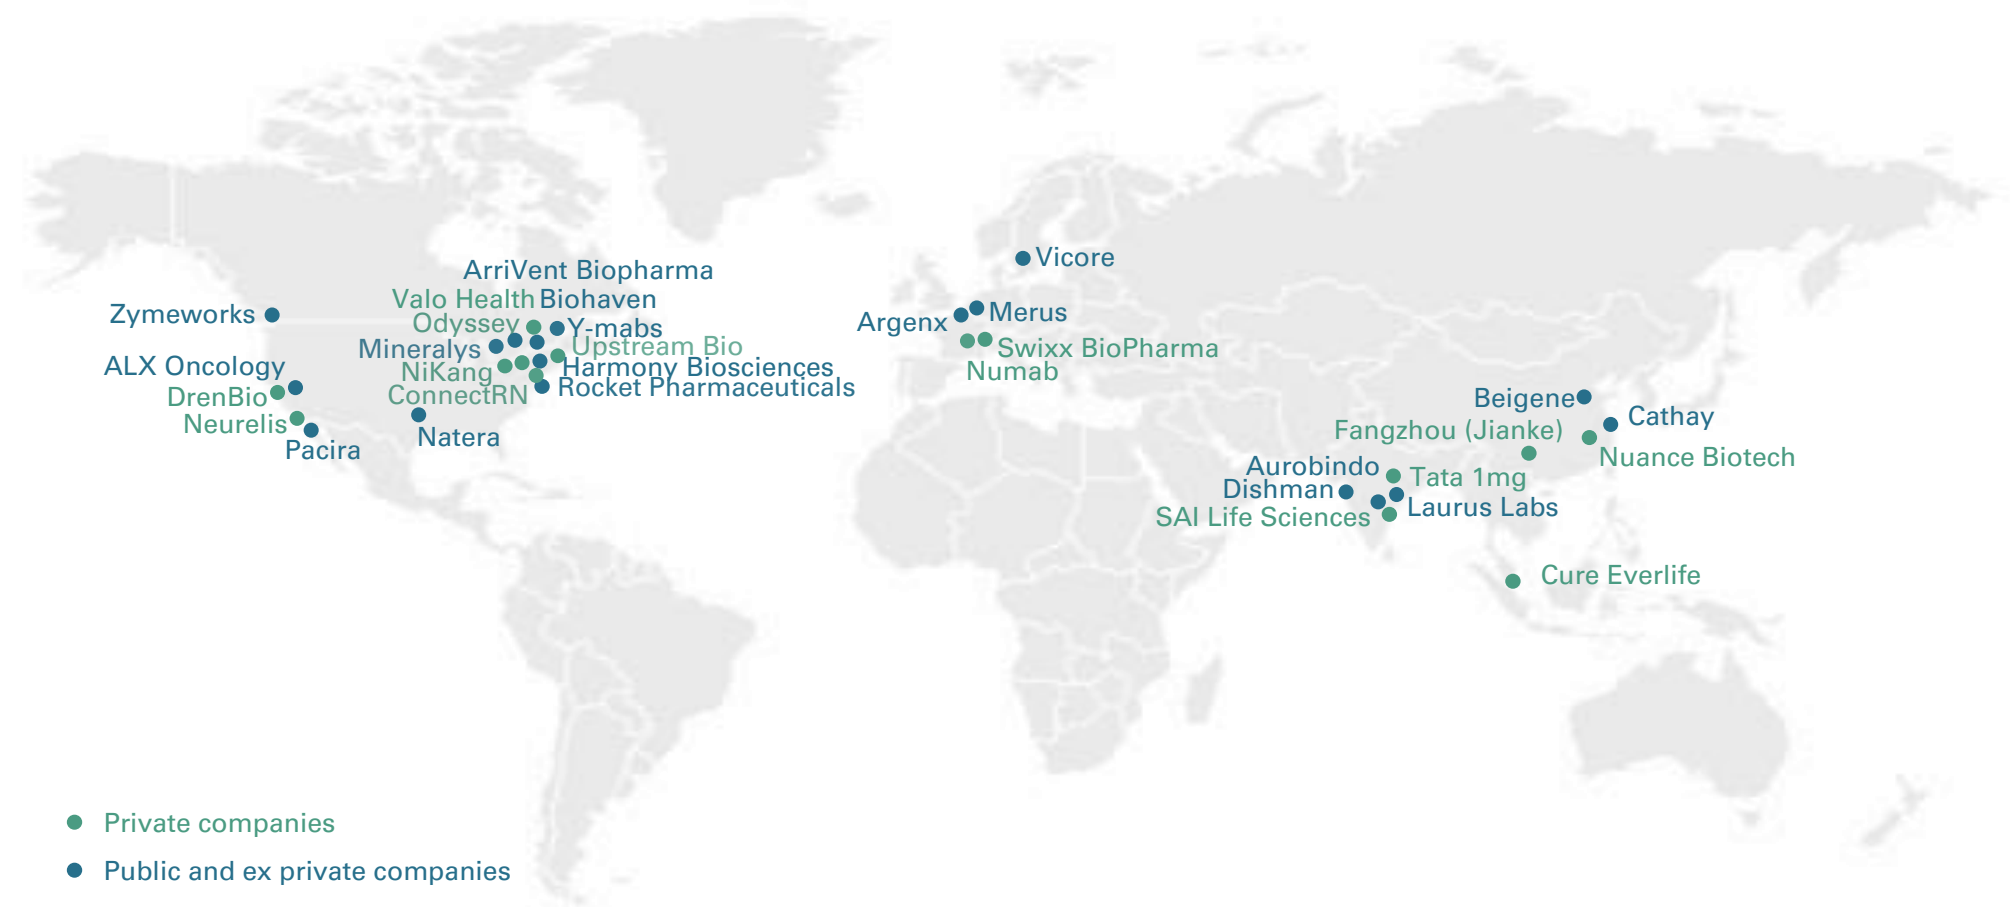 Vicore
ArriVent Biopharma
Valo Health
Biohaven
Zymeworks
Odyssey
Y-mabs
Argenx
Merus
Mineralys
Upstream Bio
Swixx BioPharma
ALX Oncology
NiKang
Harmony Biosciences
Numab
DrenBio
ConnectRN
Rocket Pharmaceuticals
Neurelis
Natera
Pacira
Beigene
Cathay
Fangzhou (Jianke)
Nuance Biotech
Aurobindo
Tata 1mg
Dishman
Laurus Labs
SAI Life Sciences
Cure Everlife
Private companies
Public and ex private companies